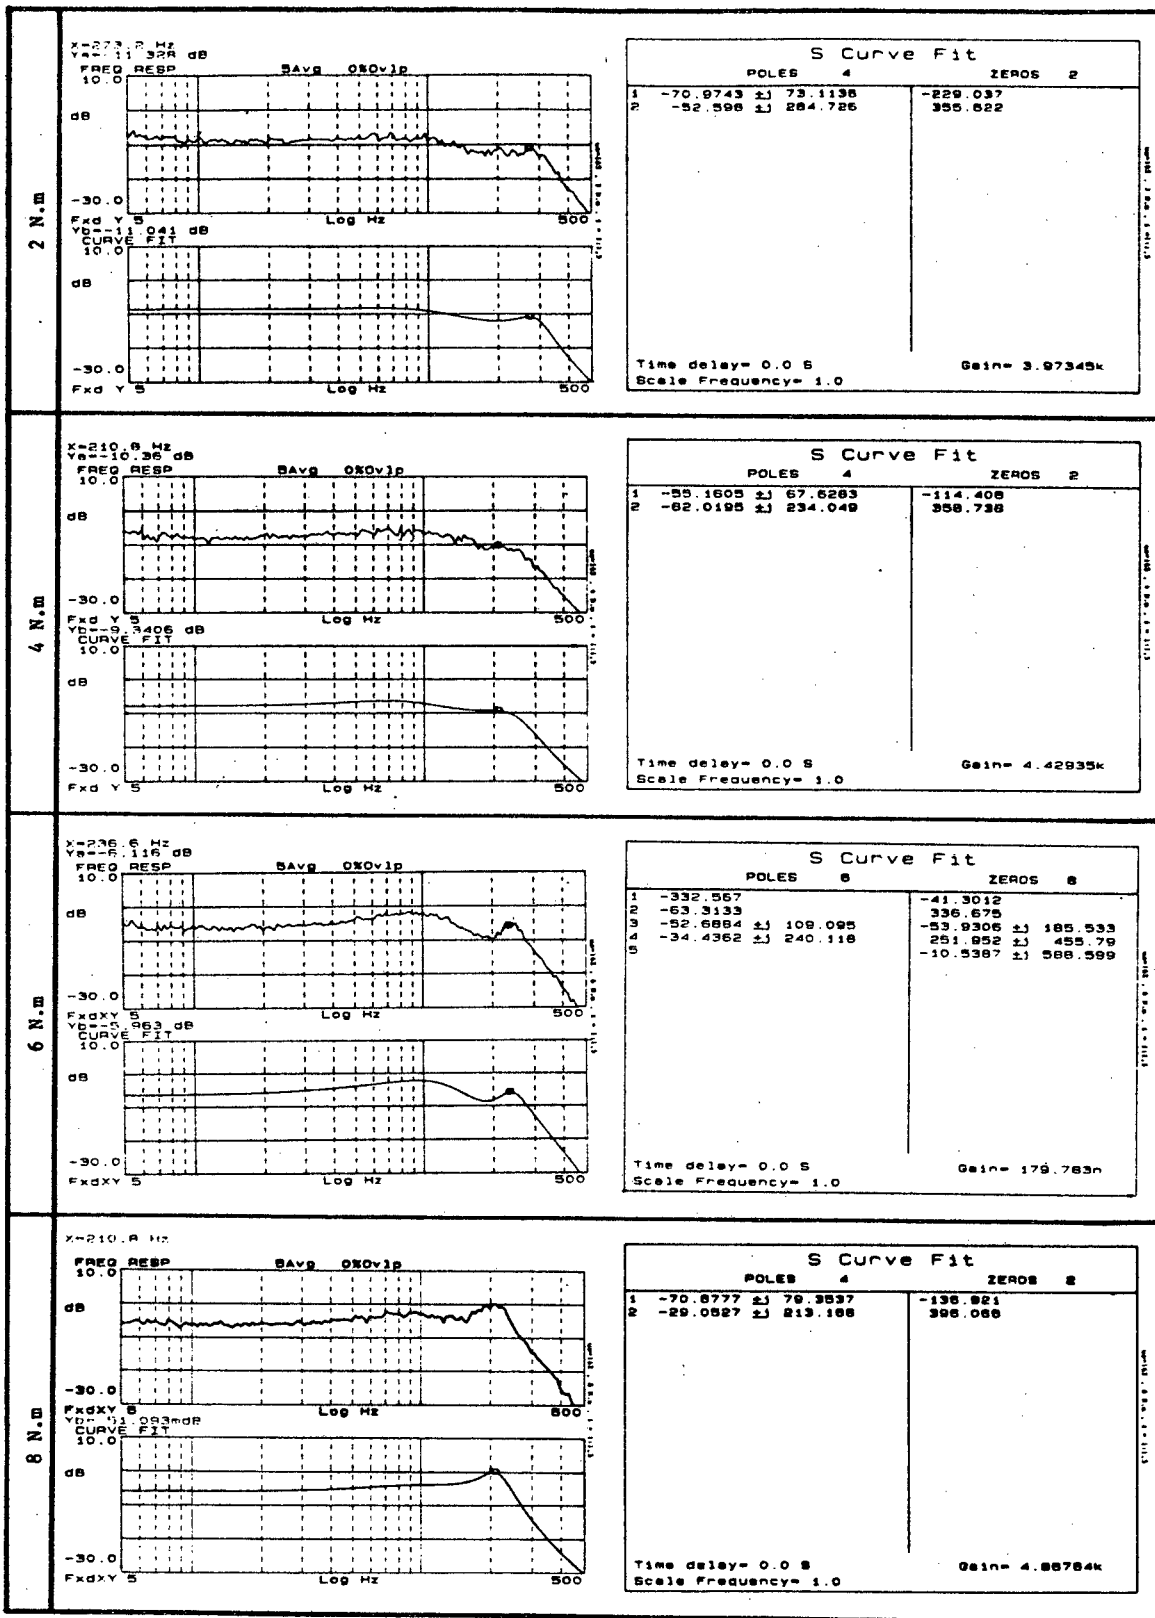 2 N.m
X=273.2 Hz
Ya=-11.328 dB
FREQ RESP 5Avg 0%Ovlp
10.0
dB
-30.0
Fxd Y 5 Log Hz 500
Yb=-11.041 dB
CURVE FIT
10.0
dB
-30.0
Fxd Y 5 Log Hz 500
S Curve Fit
POLES 4 ZEROS 2
1 -70.9743 ±j 73.1136 -229.037
2 -52.596 ±j 284.726 355.622
Time delay= 0.0 S Gain= 3.97345k
Scale Frequency= 1.0
4 N.m
X=210.8 Hz
Ya=-10.36 dB
FREQ RESP 5Avg 0%Ovlp
10.0
dB
-30.0
Fxd Y 5 Log Hz 500
Yb=-9.3406 dB
CURVE FIT
10.0
dB
-30.0
Fxd Y 5 Log Hz 500
S Curve Fit
POLES 4 ZEROS 2
1 -55.1605 ±j 67.6283 -114.408
2 -62.0195 ±j 234.049 358.736
Time delay= 0.0 S Gain= 4.42935k
Scale Frequency= 1.0
6 N.m
X=236.6 Hz
Ya=-6.116 dB
FREQ RESP 5Avg 0%Ovlp
10.0
dB
-30.0
FxdXY 5 Log Hz 500
Yb=-5.963 dB
CURVE FIT
10.0
dB
-30.0
FxdXY 5 Log Hz 500
S Curve Fit
POLES 6 ZEROS 8
1 -332.567 -41.3012
2 -63.3133 336.675
3 -52.6884 ±j 109.095 -53.9306 ±j 185.533
4 -34.4362 ±j 240.118 251.952 ±j 455.79
5 -10.5387 ±j 588.599
Time delay= 0.0 S Gain= 179.763n
Scale Frequency= 1.0
8 N.m
X=210.8 Hz
FREQ RESP 5Avg 0%Ovlp
10.0
dB
-30.0
FxdXY 5 Log Hz 500
CURVE FIT
10.0
dB
-30.0
FxdXY 5 Log Hz 500
S Curve Fit
POLES 4 ZEROS 2
1 -70.6777 ±j 79.3537 -136.921
2 -29.0527 ±j 213.166 396.066
Time delay= 0.0 S Gain= 4.86764k
Scale Frequency= 1.0